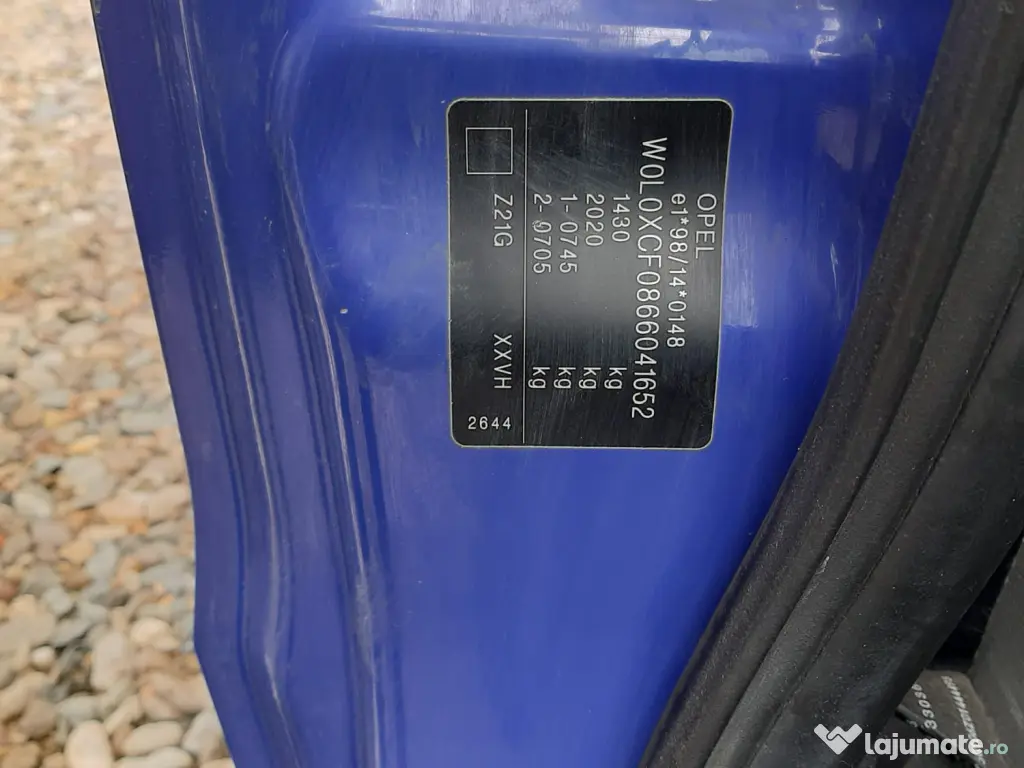 OPEL
e1*98/14*0148
W0L0XCF0866041652
1430 kg
2020 kg
1- 0745 kg
2- 0705 kg
Z21G XXVH
2644
lajumate.ro